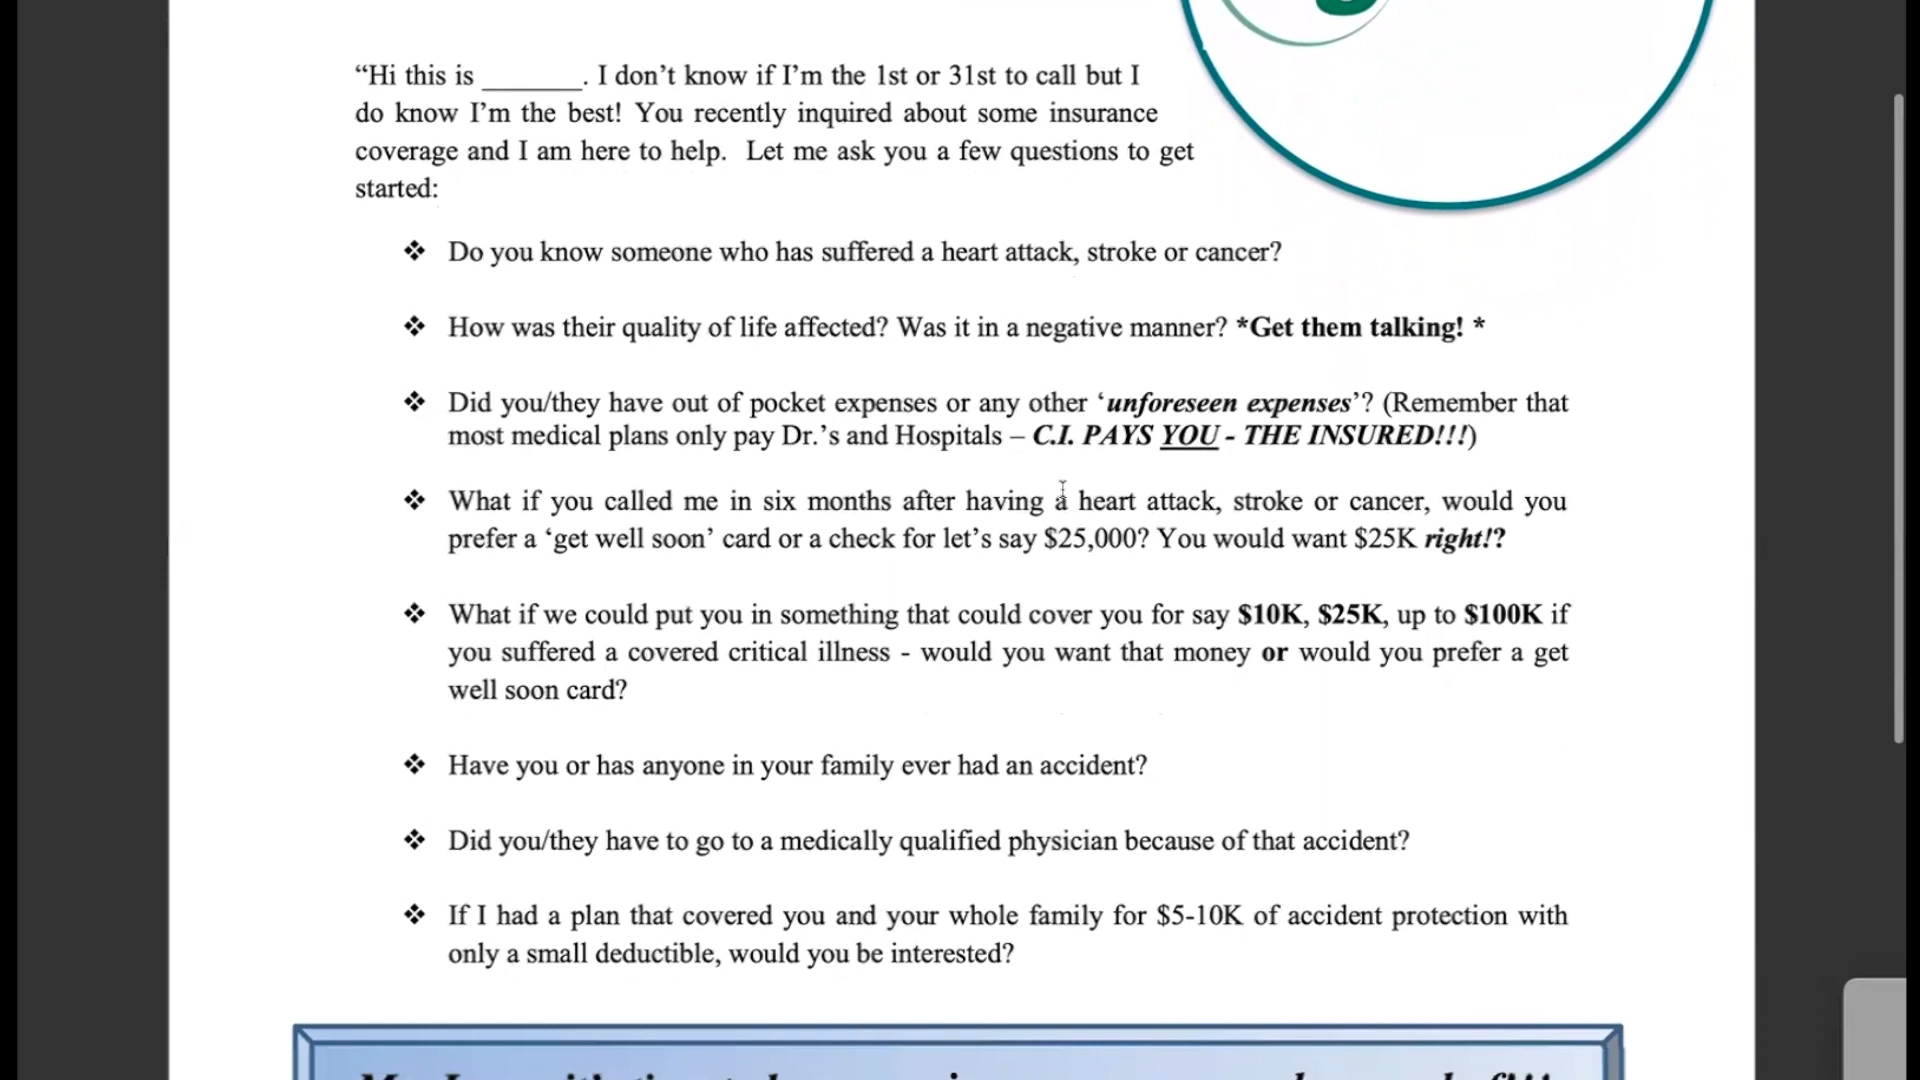 “Hi this is _______. I don’t know if I’m the 1st or 31st to call but I
do know I’m the best! You recently inquired about some insurance
coverage and I am here to help.  Let me ask you a few questions to get
started:
❖ Do you know someone who has suffered a heart attack, stroke or cancer?
❖ How was their quality of life affected? Was it in a negative manner? *Get them talking! *
❖ Did you/they have out of pocket expenses or any other ‘unforeseen expenses’? (Remember that
most medical plans only pay Dr.’s and Hospitals – C.I. PAYS YOU - THE INSURED!!!)
❖ What if you called me in six months after having a heart attack, stroke or cancer, would you
prefer a ‘get well soon’ card or a check for let’s say $25,000? You would want $25K right!?
❖ What if we could put you in something that could cover you for say $10K, $25K, up to $100K if
you suffered a covered critical illness - would you want that money or would you prefer a get
well soon card?
❖ Have you or has anyone in your family ever had an accident?
❖ Did you/they have to go to a medically qualified physician because of that accident?
❖ If I had a plan that covered you and your whole family for $5-10K of accident protection with
only a small deductible, would you be interested?